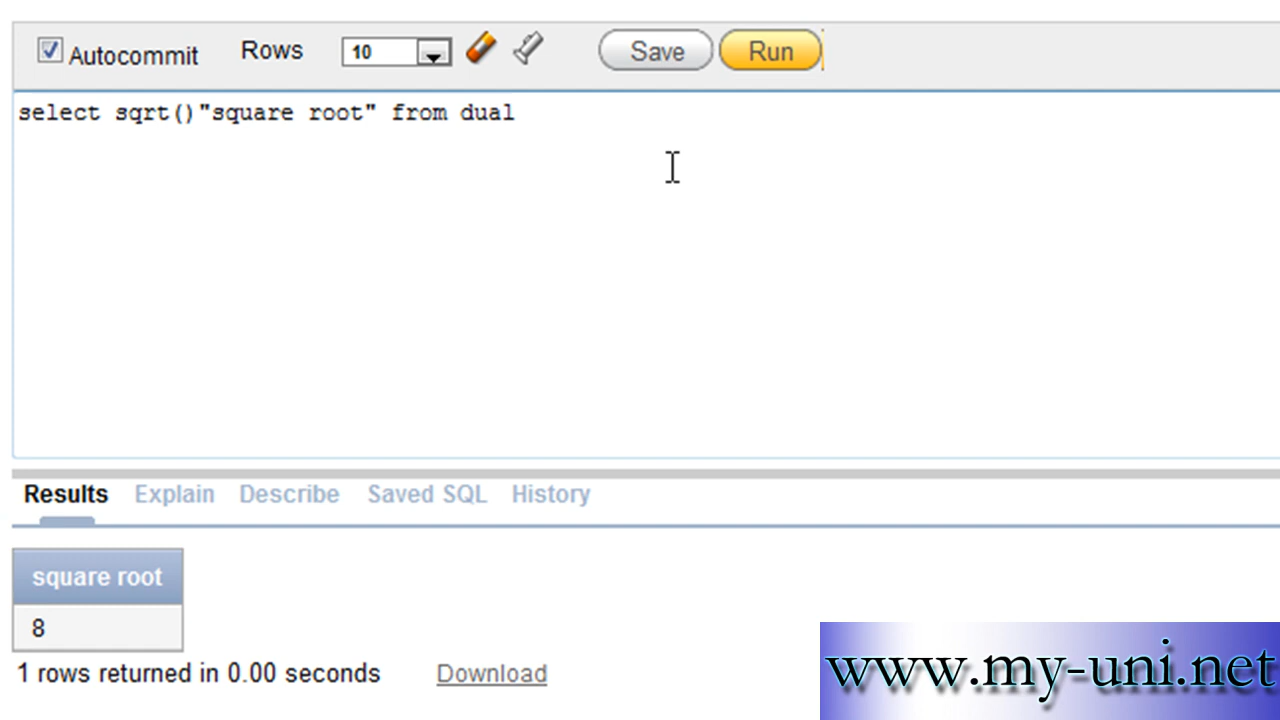 Autocommit Rows 10 Save Run
select sqrt()"square root" from dual
Results Explain Describe Saved SQL History
square root
8
1 rows returned in 0.00 seconds Download
www.my-uni.net